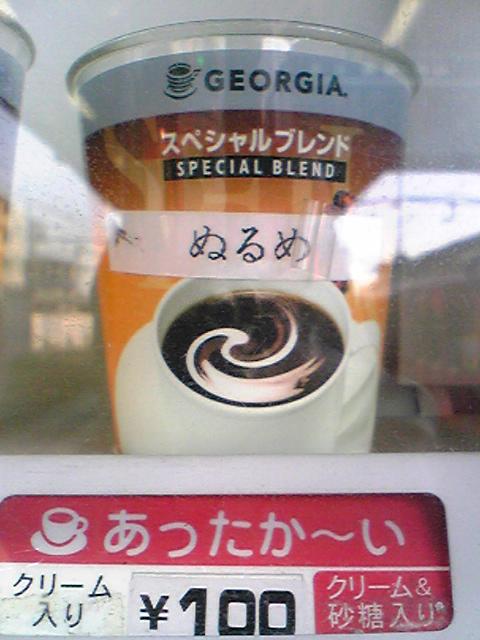 GEORGIA.
スペシャルブレンド
SPECIAL BLEND
ぬるめ
あったか〜い
クリーム
入り
¥100
クリーム&
砂糖入り